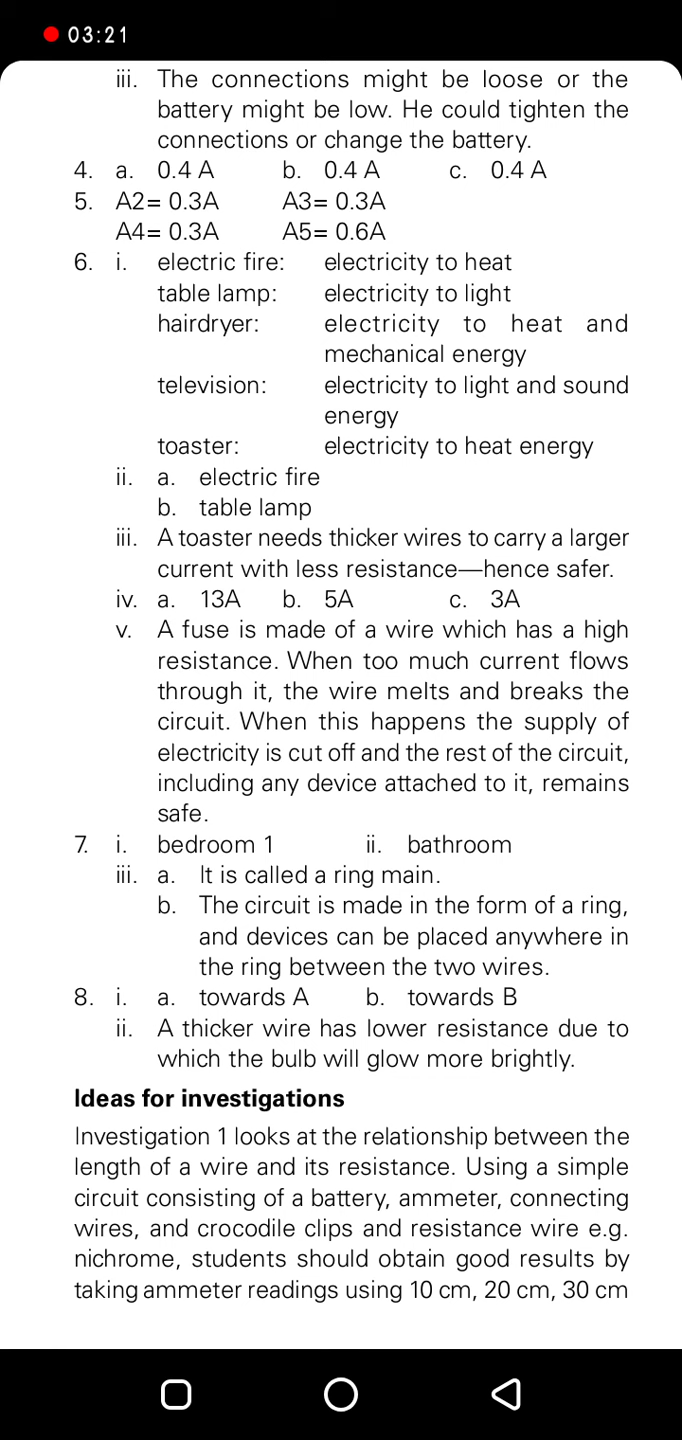 03:21
iii. The connections might be loose or the
battery might be low. He could tighten the
connections or change the battery.
4. a. 0.4 A b. 0.4 A c. 0.4 A
5. A2= 0.3A A3= 0.3A
A4= 0.3A A5= 0.6A
6. i. electric fire: electricity to heat
table lamp: electricity to light
hairdryer: electricity to heat and
mechanical energy
television: electricity to light and sound
energy
toaster: electricity to heat energy
ii. a. electric fire
b. table lamp
iii. A toaster needs thicker wires to carry a larger
current with less resistance—hence safer.
iv. a. 13A b. 5A c. 3A
v. A fuse is made of a wire which has a high
resistance. When too much current flows
through it, the wire melts and breaks the
circuit. When this happens the supply of
electricity is cut off and the rest of the circuit,
including any device attached to it, remains
safe.
7. i. bedroom 1 ii. bathroom
iii. a. It is called a ring main.
b. The circuit is made in the form of a ring,
and devices can be placed anywhere in
the ring between the two wires.
8. i. a. towards A b. towards B
ii. A thicker wire has lower resistance due to
which the bulb will glow more brightly.
Ideas for investigations
Investigation 1 looks at the relationship between the
length of a wire and its resistance. Using a simple
circuit consisting of a battery, ammeter, connecting
wires, and crocodile clips and resistance wire e.g.
nichrome, students should obtain good results by
taking ammeter readings using 10 cm, 20 cm, 30 cm